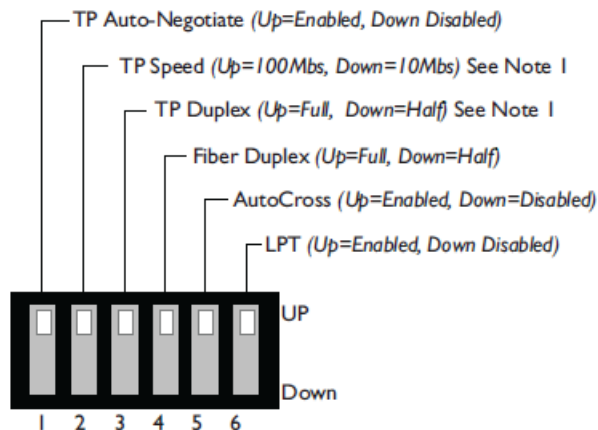 TP Auto-Negotiate (Up=Enabled, Down Disabled)
TP Speed (Up=100Mbs, Down=10Mbs) See Note 1
TP Duplex (Up=Full, Down=Half) See Note 1
Fiber Duplex (Up=Full, Down=Half)
AutoCross (Up=Enabled, Down=Disabled)
LPT (Up=Enabled, Down Disabled)
UP
Down
1 2 3 4 5 6